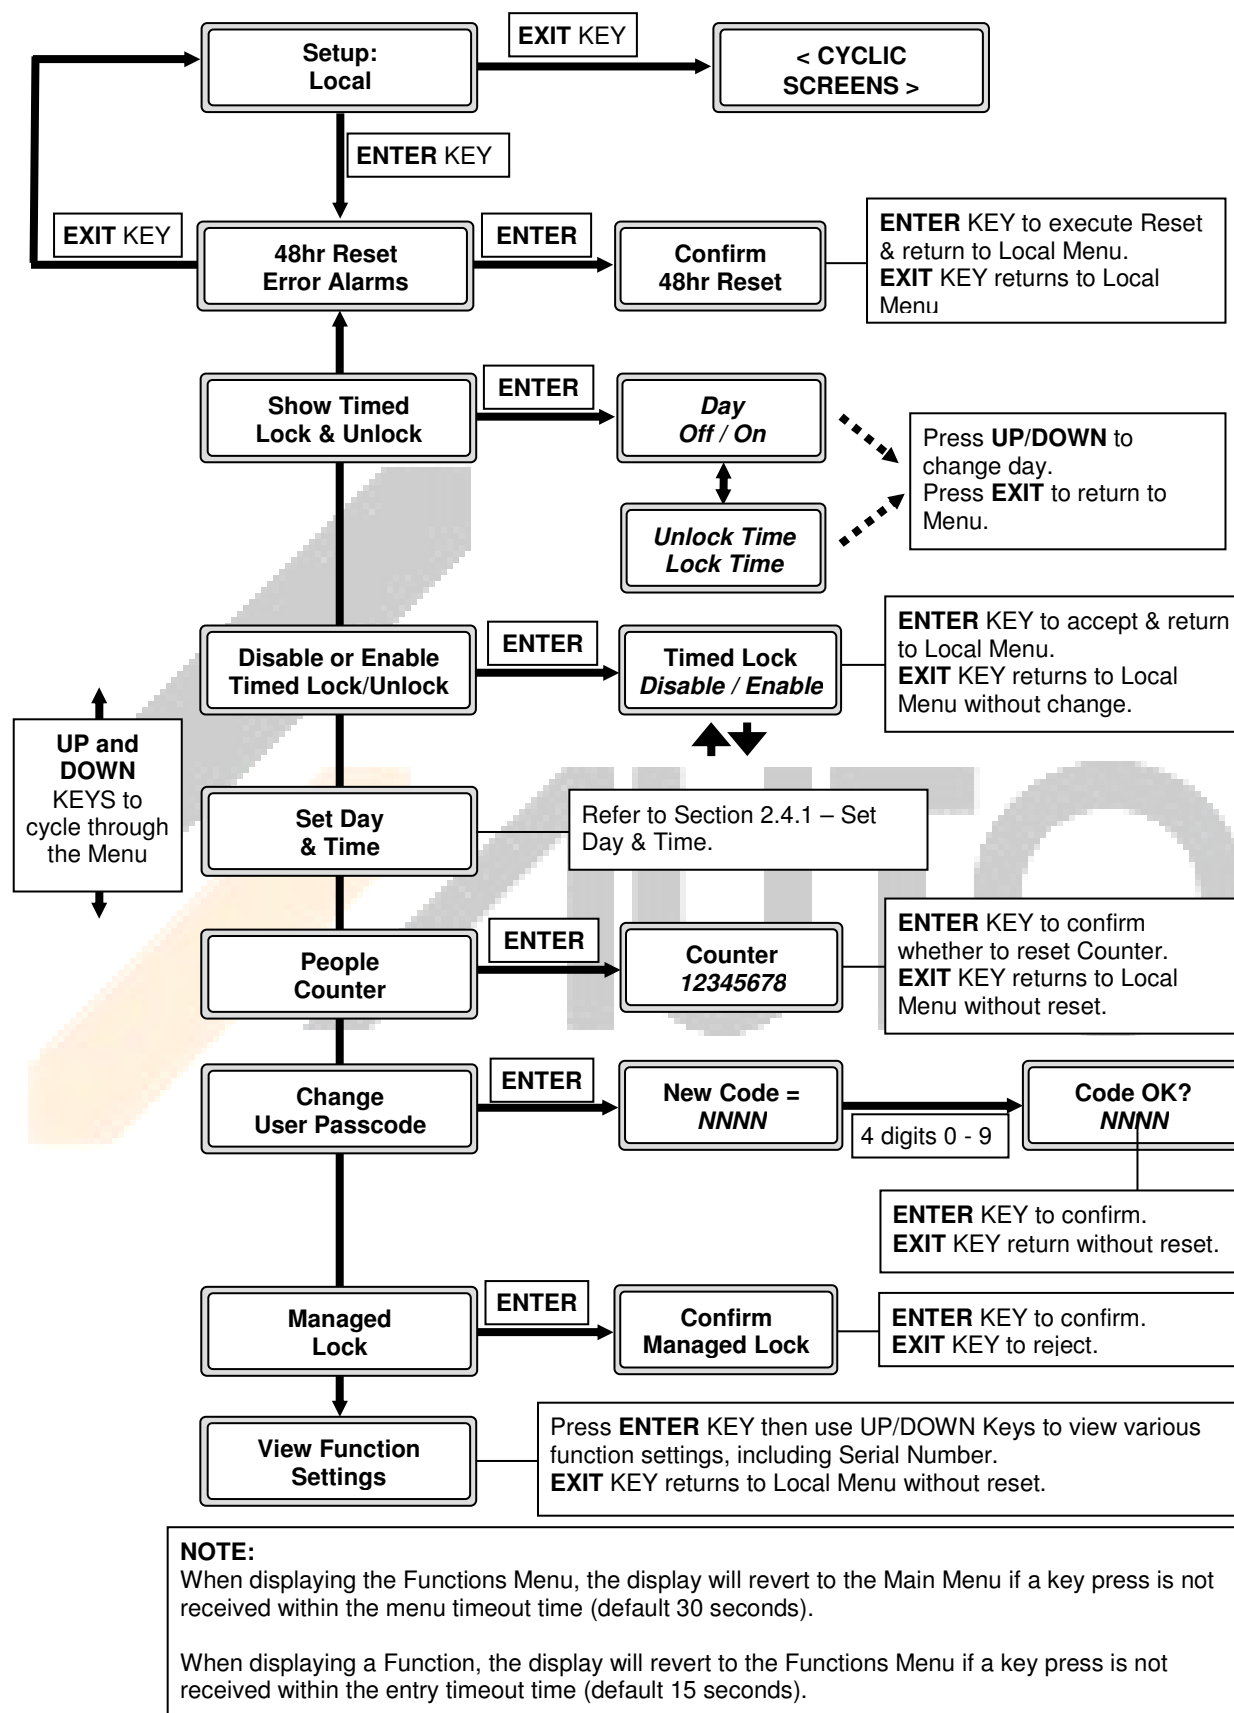 Setup:
Local
EXIT KEY
< CYCLIC
SCREENS >
ENTER KEY
EXIT KEY
48hr Reset
Error Alarms
ENTER
Confirm
48hr Reset
ENTER KEY to execute Reset
& return to Local Menu.
EXIT KEY returns to Local
Menu
Show Timed
Lock & Unlock
ENTER
Day
Off / On
Unlock Time
Lock Time
Press UP/DOWN to
change day.
Press EXIT to return to
Menu.
Disable or Enable
Timed Lock/Unlock
ENTER
Timed Lock
Disable / Enable
ENTER KEY to accept & return
to Local Menu.
EXIT KEY returns to Local
Menu without change.
UP and
DOWN
KEYS to
cycle through
the Menu
Set Day
& Time
Refer to Section 2.4.1 – Set
Day & Time.
People
Counter
ENTER
Counter
12345678
ENTER KEY to confirm
whether to reset Counter.
EXIT KEY returns to Local
Menu without reset.
Change
User Passcode
ENTER
New Code =
NNNN
4 digits 0 - 9
Code OK?
NNNN
ENTER KEY to confirm.
EXIT KEY return without reset.
Managed
Lock
ENTER
Confirm
Managed Lock
ENTER KEY to confirm.
EXIT KEY to reject.
View Function
Settings
Press ENTER KEY then use UP/DOWN Keys to view various
function settings, including Serial Number.
EXIT KEY returns to Local Menu without reset.
NOTE:
When displaying the Functions Menu, the display will revert to the Main Menu if a key press is not
received within the menu timeout time (default 30 seconds).
When displaying a Function, the display will revert to the Functions Menu if a key press is not
received within the entry timeout time (default 15 seconds).
AUTO